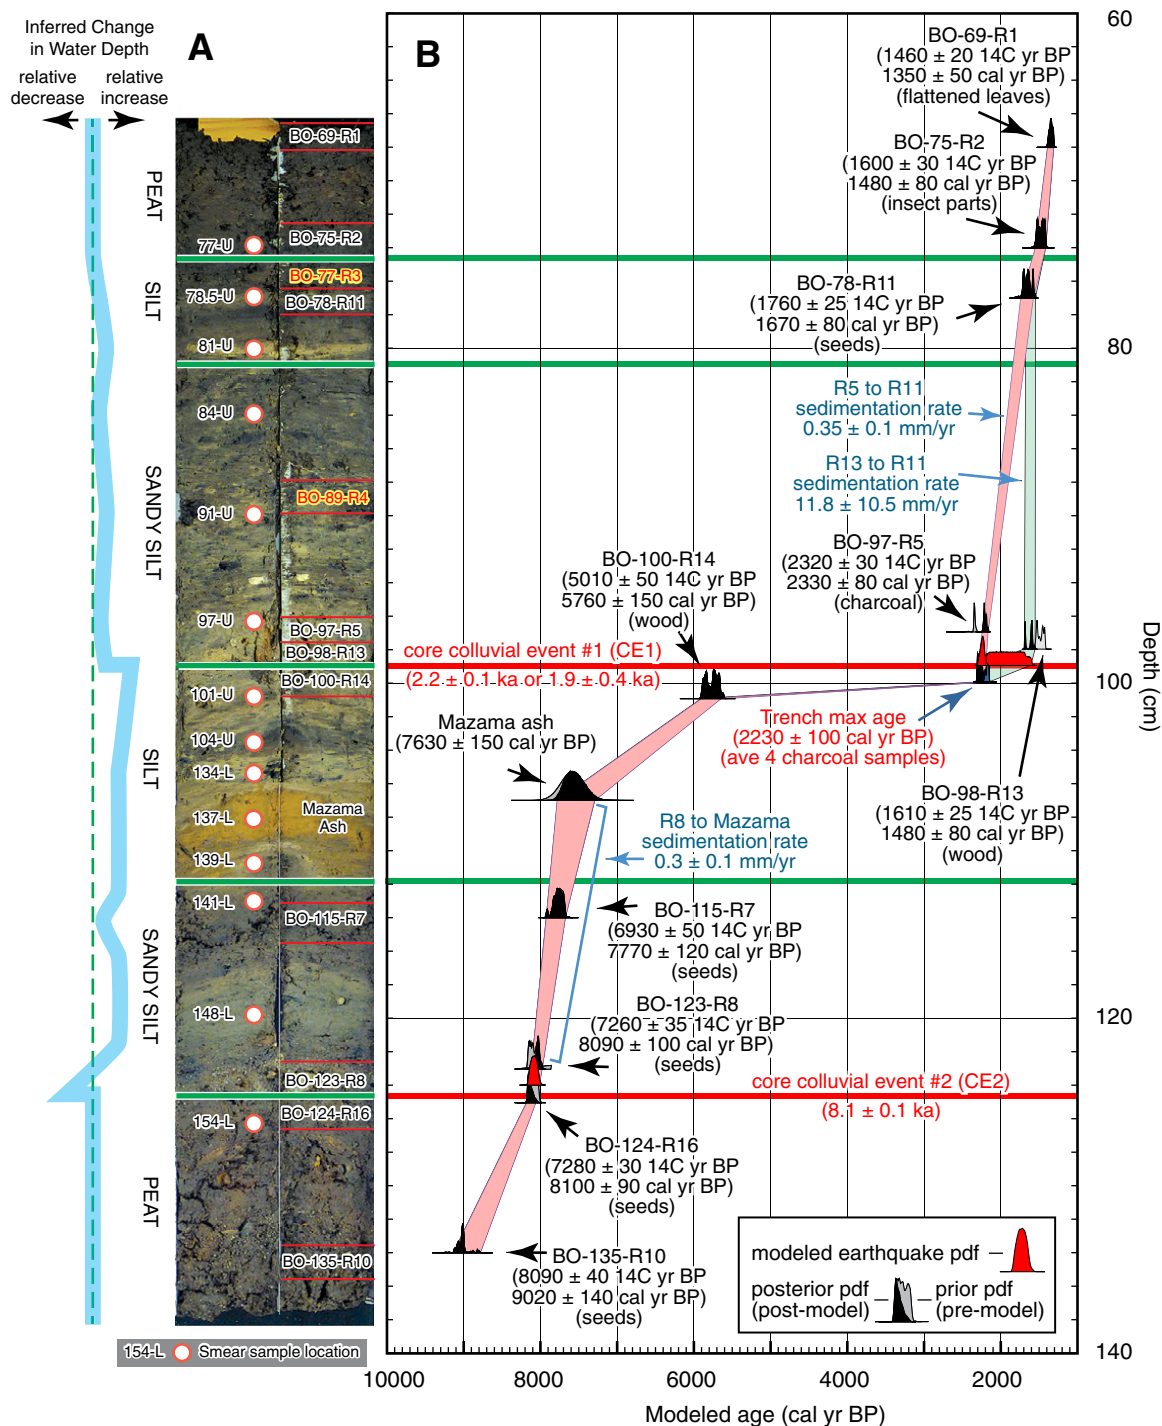 Inferred Change
in Water Depth
relative
decrease
relative
increase
A
PEAT
SILT
SANDY SILT
SILT
SANDY SILT
PEAT
BO-69-R1
BO-75-R2
77-U
BO-77-R3
78.5-U
BO-78-R11
81-U
84-U
BO-89-R4
91-U
97-U
BO-97-R5
BO-98-R13
BO-100-R14
101-U
104-U
134-L
137-L
Mazama
Ash
139-L
141-L
BO-115-R7
148-L
BO-123-R8
BO-124-R16
154-L
BO-135-R10
154-L Smear sample location
B
BO-69-R1
(1460 ± 20 14C yr BP
1350 ± 50 cal yr BP)
(flattened leaves)
BO-75-R2
(1600 ± 30 14C yr BP
1480 ± 80 cal yr BP)
(insect parts)
BO-78-R11
(1760 ± 25 14C yr BP
1670 ± 80 cal yr BP)
(seeds)
R5 to R11
sedimentation rate
0.35 ± 0.1 mm/yr
R13 to R11
sedimentation rate
11.8 ± 10.5 mm/yr
BO-97-R5
(2320 ± 30 14C yr BP
2330 ± 80 cal yr BP)
(charcoal)
BO-100-R14
(5010 ± 50 14C yr BP
5760 ± 150 cal yr BP)
(wood)
core colluvial event #1 (CE1)
(2.2 ± 0.1 ka or 1.9 ± 0.4 ka)
Mazama ash
(7630 ± 150 cal yr BP)
Trench max age
(2230 ± 100 cal yr BP)
(ave 4 charcoal samples)
BO-98-R13
(1610 ± 25 14C yr BP
1480 ± 80 cal yr BP)
(wood)
R8 to Mazama
sedimentation rate
0.3 ± 0.1 mm/yr
BO-115-R7
(6930 ± 50 14C yr BP
7770 ± 120 cal yr BP)
(seeds)
BO-123-R8
(7260 ± 35 14C yr BP
8090 ± 100 cal yr BP)
(seeds)
core colluvial event #2 (CE2)
(8.1 ± 0.1 ka)
BO-124-R16
(7280 ± 30 14C yr BP
8100 ± 90 cal yr BP)
(seeds)
BO-135-R10
(8090 ± 40 14C yr BP
9020 ± 140 cal yr BP)
(seeds)
modeled earthquake pdf
posterior pdf
(post-model)
prior pdf
(pre-model)
60
80
100
120
140
Depth (cm)
10000
8000
6000
4000
2000
Modeled age (cal yr BP)